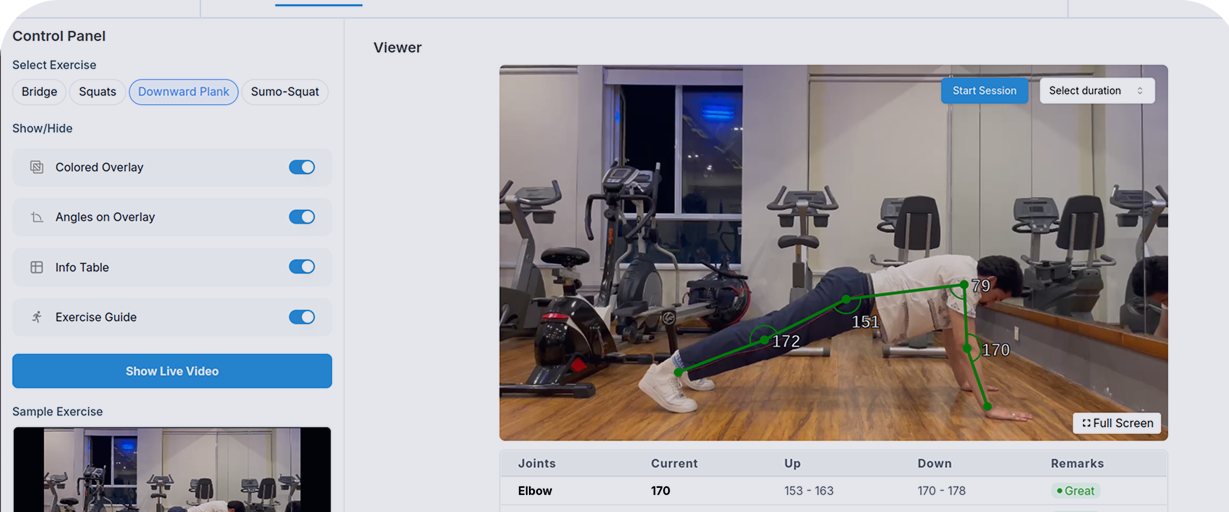 Control Panel
Select Exercise
Bridge
Squats
Downward Plank
Sumo-Squat
Show/Hide
Colored Overlay
Angles on Overlay
Info Table
Exercise Guide
Show Live Video
Sample Exercise
Viewer
Start Session
Select duration
79
151
172
170
Full Screen
Joints Current Up Down Remarks
Elbow 170 153 - 163 170 - 178 Great